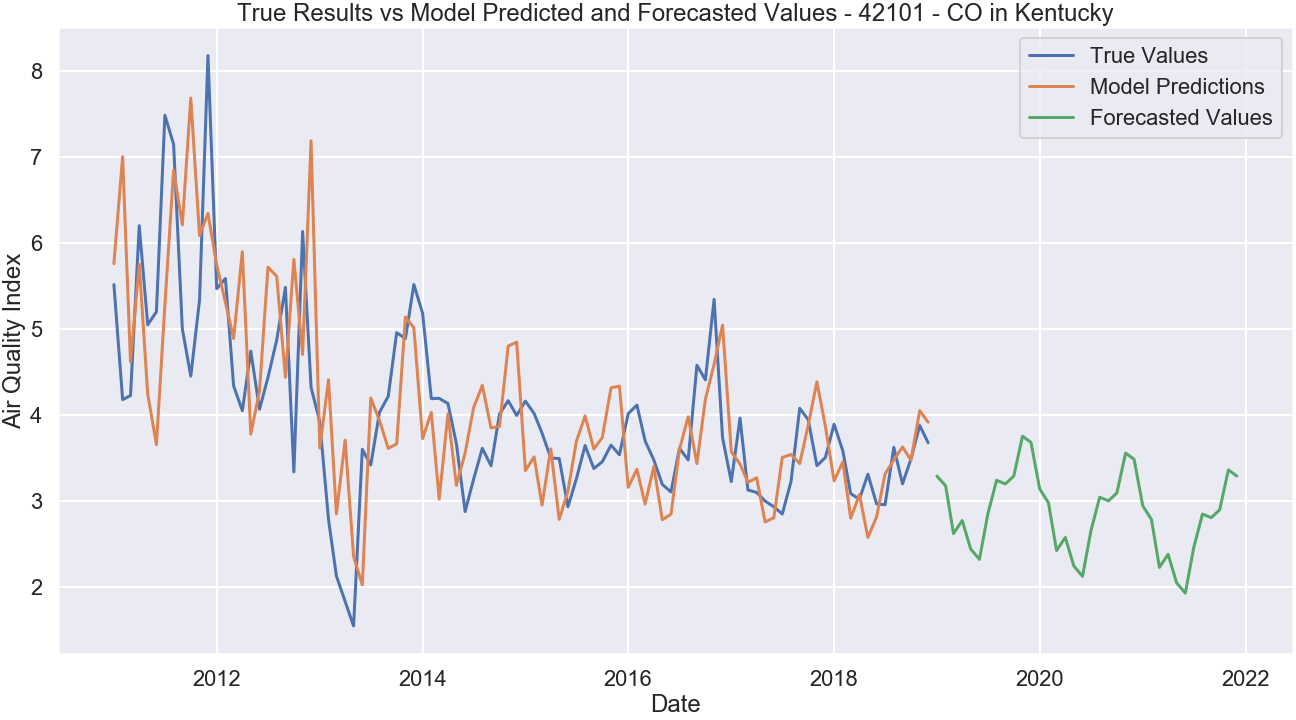 True Results vs Model Predicted and Forecasted Values - 42101 - CO in Kentucky
True Values
Model Predictions
Forecasted Values
Air Quality Index
8
7
6
5
4
3
2
2012 2014 2016 2018 2020 2022
Date